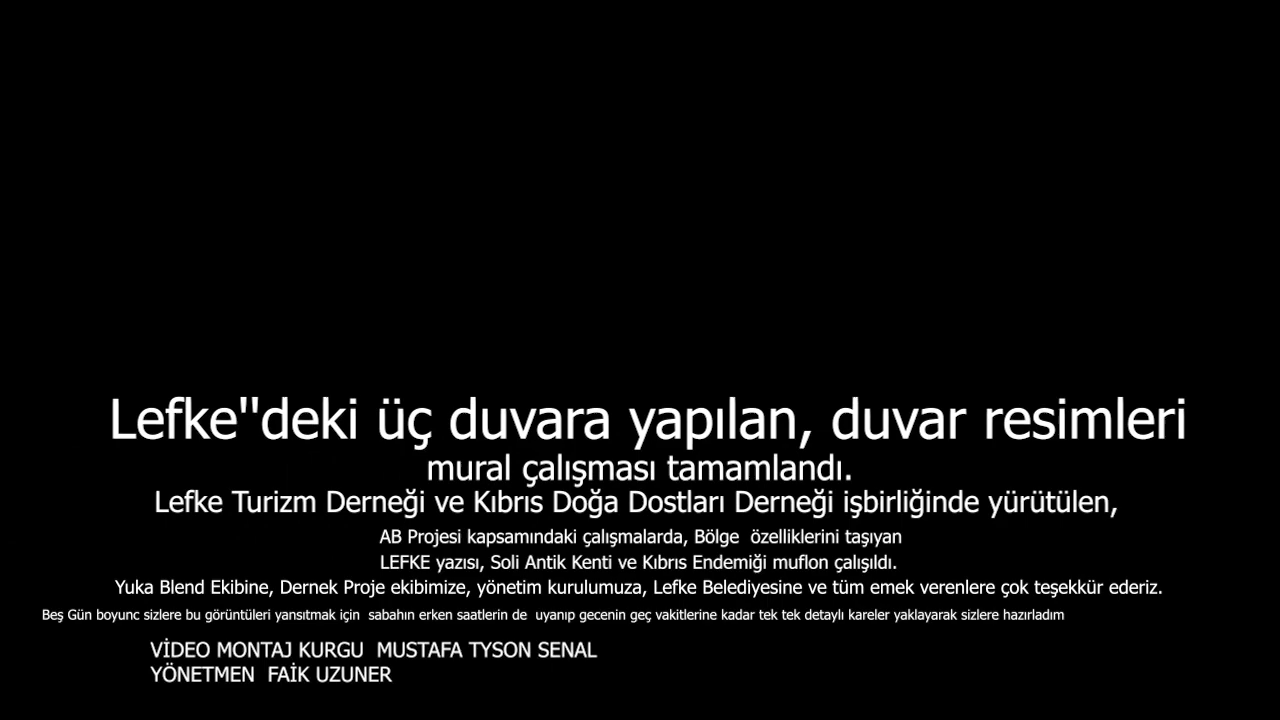 Lefke"deki üç duvara yapılan, duvar resimleri
mural çalışması tamamlandı.
Lefke Turizm Derneği ve Kıbrıs Doğa Dostları Derneği işbirliğinde yürütülen,
AB Projesi kapsamındaki çalışmalarda, Bölge  özelliklerini taşıyan
LEFKE yazısı, Soli Antik Kenti ve Kıbrıs Endemiği muflon çalışıldı.
Yuka Blend Ekibine, Dernek Proje ekibimize, yönetim kurulumuza, Lefke Belediyesine ve tüm emek verenlere çok teşekkür ederiz.
Beş Gün boyunc sizlere bu görüntüleri yansıtmak için  sabahın erken saatlerin de  uyanıp gecenin geç vakitlerine kadar tek tek detaylı kareler yaklayarak sizlere hazırladım
VİDEO MONTAJ KURGU  MUSTAFA TYSON SENAL
YÖNETMEN  FAİK UZUNER